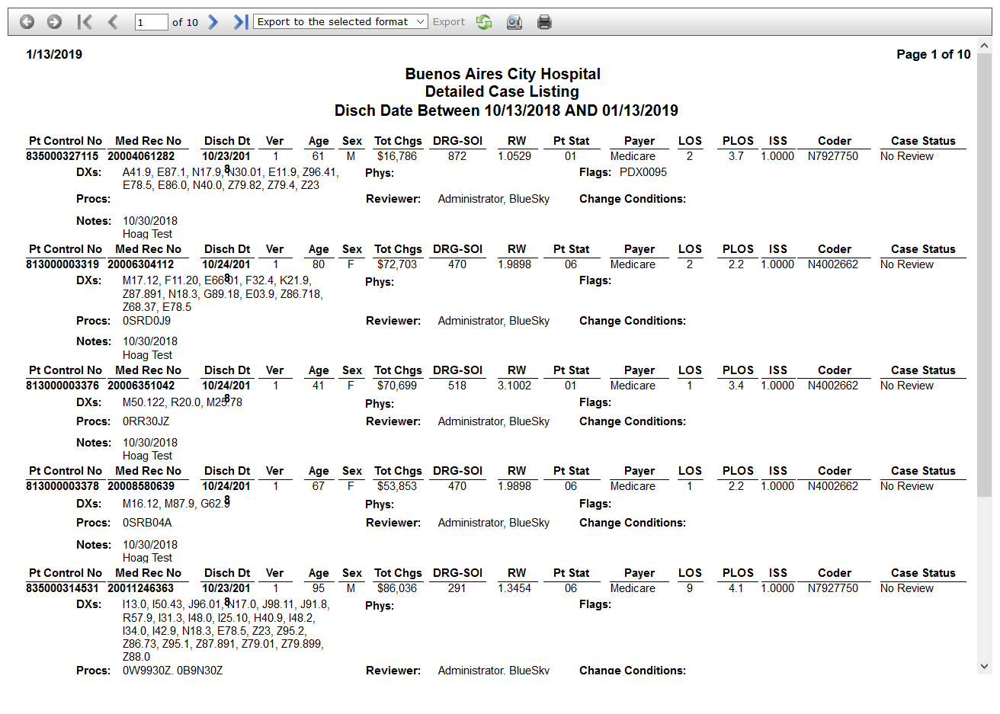 1 of 10 Export to the selected format Export
1/13/2019 Page 1 of 10
Buenos Aires City Hospital
Detailed Case Listing
Disch Date Between 10/13/2018 AND 01/13/2019
Pt Control No Med Rec No Disch Dt Ver Age Sex Tot Chgs DRG-SOI RW Pt Stat Payer LOS PLOS ISS Coder Case Status
835000327115 20004061282 10/23/201 1 61 M $16,786 872 1.0529 01 Medicare 2 3.7 1.0000 N7927750 No Review
8
DXs: A41.9, E87.1, N17.9, N30.01, E11.9, Z96.41, Phys: Flags: PDX0095
E78.5, E86.0, N40.0, Z79.82, Z79.4, Z23
Procs: Reviewer: Administrator, BlueSky Change Conditions:
Notes: 10/30/2018
Hoag Test
Pt Control No Med Rec No Disch Dt Ver Age Sex Tot Chgs DRG-SOI RW Pt Stat Payer LOS PLOS ISS Coder Case Status
813000003319 20006304112 10/24/201 1 80 F $72,703 470 1.9898 06 Medicare 2 2.2 1.0000 N4002662 No Review
8
DXs: M17.12, F11.20, E66.01, F32.4, K21.9, Phys: Flags:
Z87.891, N18.3, G89.18, E03.9, Z86.718,
Z68.37, E78.5
Procs: 0SRD0J9 Reviewer: Administrator, BlueSky Change Conditions:
Notes: 10/30/2018
Hoag Test
Pt Control No Med Rec No Disch Dt Ver Age Sex Tot Chgs DRG-SOI RW Pt Stat Payer LOS PLOS ISS Coder Case Status
813000003376 20006351042 10/24/201 1 41 F $70,699 518 3.1002 01 Medicare 1 3.4 1.0000 N4002662 No Review
8
DXs: M50.122, R20.0, M25.78 Phys: Flags:
Procs: 0RR30JZ Reviewer: Administrator, BlueSky Change Conditions:
Notes: 10/30/2018
Hoag Test
Pt Control No Med Rec No Disch Dt Ver Age Sex Tot Chgs DRG-SOI RW Pt Stat Payer LOS PLOS ISS Coder Case Status
813000003378 20008580639 10/24/201 1 67 F $53,853 470 1.9898 06 Medicare 1 2.2 1.0000 N4002662 No Review
8
DXs: M16.12, M87.9, G62.9 Phys: Flags:
Procs: 0SRB04A Reviewer: Administrator, BlueSky Change Conditions:
Notes: 10/30/2018
Hoag Test
Pt Control No Med Rec No Disch Dt Ver Age Sex Tot Chgs DRG-SOI RW Pt Stat Payer LOS PLOS ISS Coder Case Status
835000314531 20011246363 10/23/201 1 95 M $86,036 291 1.3454 06 Medicare 9 4.1 1.0000 N7927750 No Review
8
DXs: I13.0, I50.43, J96.01, N17.0, J98.11, J91.8, Phys: Flags:
R57.9, I31.3, I48.0, I25.10, H40.9, I48.2,
I34.0, I42.9, N18.3, E78.5, Z23, Z95.2,
Z86.73, Z95.1, Z87.891, Z79.01, Z79.899,
Z88.0
Procs: 0W9930Z, 0B9N30Z Reviewer: Administrator, BlueSky Change Conditions: